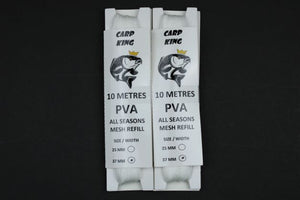 CARP
KING
10 METRES
PVA
ALL SEASONS
MESH REFILL
SIZE / WIDTH
25 MM
37 MM
CARP
KING
10 METRES
PVA
ALL SEASONS
MESH REFILL
SIZE / WIDTH
25 MM
37 MM